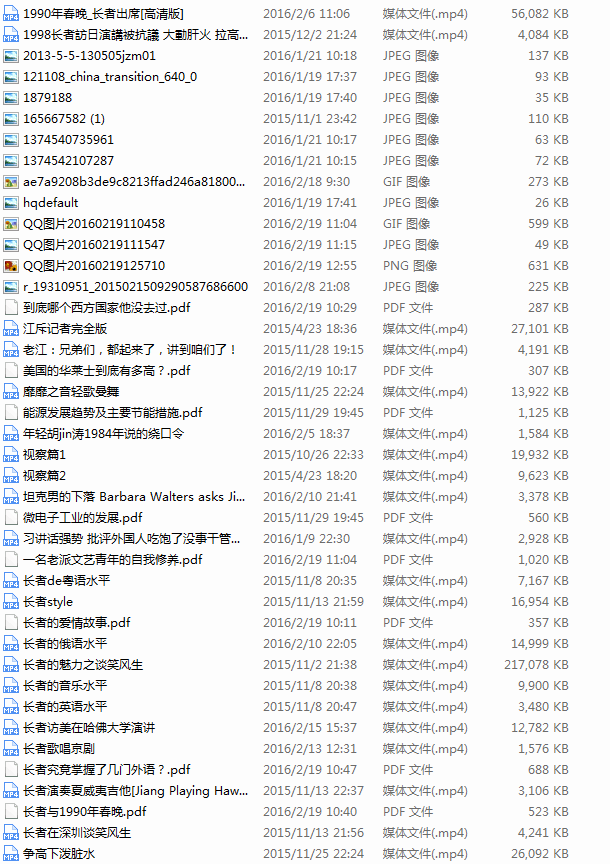 1990年春晚_长者出席[高清版] 2016/2/6 11:06 媒体文件(.mp4) 56,082 KB
1998长者訪日演講被抗議 大動肝火 拉高... 2015/12/2 21:24 媒体文件(.mp4) 4,084 KB
2013-5-5-130505jzm01 2016/1/21 10:18 JPEG 图像 137 KB
121108_china_transition_640_0 2016/1/19 17:37 JPEG 图像 93 KB
1879188 2016/1/19 17:40 JPEG 图像 35 KB
165667582 (1) 2015/11/1 23:42 JPEG 图像 110 KB
1374540735961 2016/1/21 10:17 JPEG 图像 63 KB
1374542107287 2016/1/21 10:15 JPEG 图像 72 KB
ae7a9208b3de9c8213ffad246a81800... 2016/2/18 9:30 GIF 图像 273 KB
hqdefault 2016/1/19 17:41 JPEG 图像 26 KB
QQ图片20160219110458 2016/2/19 11:04 GIF 图像 599 KB
QQ图片20160219111547 2016/2/19 11:15 JPEG 图像 49 KB
QQ图片20160219125710 2016/2/19 12:55 PNG 图像 631 KB
r_19310951_2015021509290587686600 2016/2/8 21:08 JPEG 图像 225 KB
到底哪个西方国家他没去过.pdf 2016/2/19 10:29 PDF 文件 287 KB
MP4 江斥记者完全版 2015/4/23 18:36 媒体文件(.mp4) 27,101 KB
MP4 老江：兄弟们，都起来了，讲到咱们了！ 2015/11/28 19:15 媒体文件(.mp4) 4,191 KB
美国的华莱士到底有多高？.pdf 2016/2/19 10:17 PDF 文件 307 KB
MP4 靡靡之音轻歌曼舞 2015/11/25 22:24 媒体文件(.mp4) 13,922 KB
能源发展趋势及主要节能措施.pdf 2015/11/29 19:45 PDF 文件 1,125 KB
MP4 年轻胡jin涛1984年说的绕口令 2016/2/5 18:37 媒体文件(.mp4) 1,584 KB
MP4 视察篇1 2015/10/26 22:33 媒体文件(.mp4) 19,932 KB
MP4 视察篇2 2015/4/23 18:20 媒体文件(.mp4) 9,623 KB
MP4 坦克男的下落 Barbara Walters asks Ji... 2016/2/10 21:41 媒体文件(.mp4) 3,378 KB
微电子工业的发展.pdf 2015/11/29 19:45 PDF 文件 560 KB
MP4 习讲话强势 批评外国人吃饱了没事干管... 2016/1/9 22:30 媒体文件(.mp4) 2,928 KB
一名老派文艺青年的自我修养.pdf 2016/2/19 11:04 PDF 文件 1,020 KB
MP4 长者de粤语水平 2015/11/8 20:35 媒体文件(.mp4) 7,167 KB
MP4 长者style 2015/11/13 21:59 媒体文件(.mp4) 16,954 KB
长者的爱情故事.pdf 2016/2/19 10:11 PDF 文件 357 KB
MP4 长者的俄语水平 2016/2/10 22:05 媒体文件(.mp4) 14,999 KB
MP4 长者的魅力之谈笑风生 2015/11/2 21:38 媒体文件(.mp4) 217,078 KB
MP4 长者的音乐水平 2015/11/8 20:38 媒体文件(.mp4) 9,900 KB
MP4 长者的英语水平 2015/11/8 20:47 媒体文件(.mp4) 3,480 KB
MP4 长者访美在哈佛大学演讲 2016/2/15 15:37 媒体文件(.mp4) 12,782 KB
MP4 长者歌唱京剧 2016/2/13 12:31 媒体文件(.mp4) 1,576 KB
长者究竟掌握了几门外语？.pdf 2016/2/19 10:47 PDF 文件 688 KB
MP4 长者演奏夏威夷吉他[Jiang Playing Haw... 2015/11/13 22:37 媒体文件(.mp4) 3,106 KB
长者与1990年春晚.pdf 2016/2/19 10:40 PDF 文件 523 KB
MP4 长者在深圳谈笑风生 2015/11/13 21:56 媒体文件(.mp4) 4,241 KB
MP4 争高下泼脏水 2015/11/25 22:24 媒体文件(.mp4) 26,092 KB